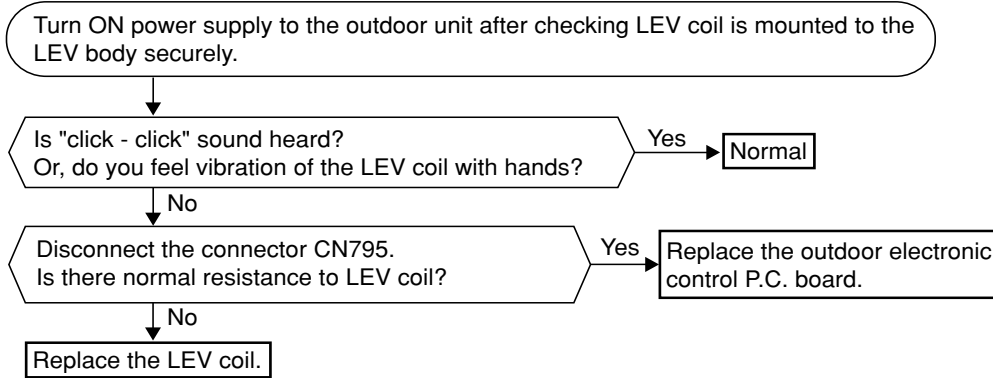 Turn ON power supply to the outdoor unit after checking LEV coil is mounted to the
LEV body securely.
Is "click - click" sound heard?
Or, do you feel vibration of the LEV coil with hands?
Yes
Normal
No
Disconnect the connector CN795.
Is there normal resistance to LEV coil?
Yes
Replace the outdoor electronic
control P.C. board.
No
Replace the LEV coil.